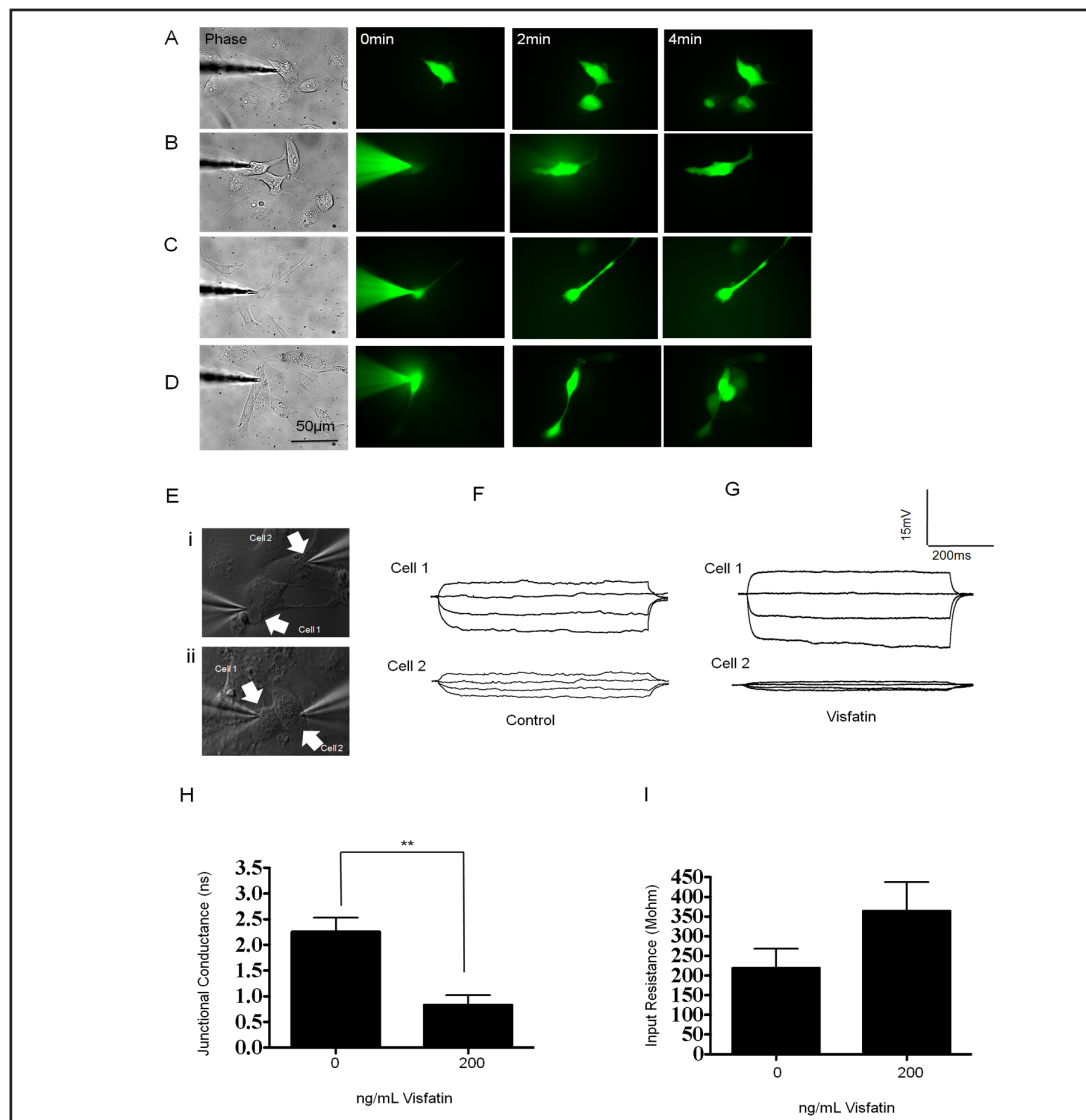 A
Phase
0min
2min
4min
B
C
D
50µm
E
F
G
i
Cell 2
Cell 1
ii
Cell 1
Cell 2
Cell 1
Cell 2
Control
15mV
200ms
Cell 1
Cell 2
Visfatin
H
**
Junctional Conductance (ns)
3.5
3.0
2.5
2.0
1.5
1.0
0.5
0.0
0
200
ng/mL Visfatin
I
Input Resistance (Mohm)
450
400
350
300
250
200
150
100
50
0
0
200
ng/mL Visfatin